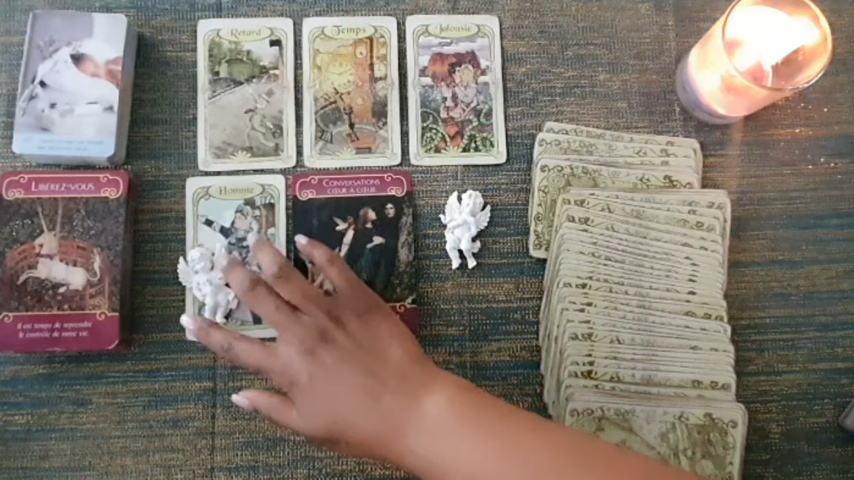 Retard
Temps
Jalousie
LIBÉREZ-VOUS
Il est temps de reprendre
le contrôle de votre vie.
Homme
CONVERSATIONS
CŒUR À CŒUR